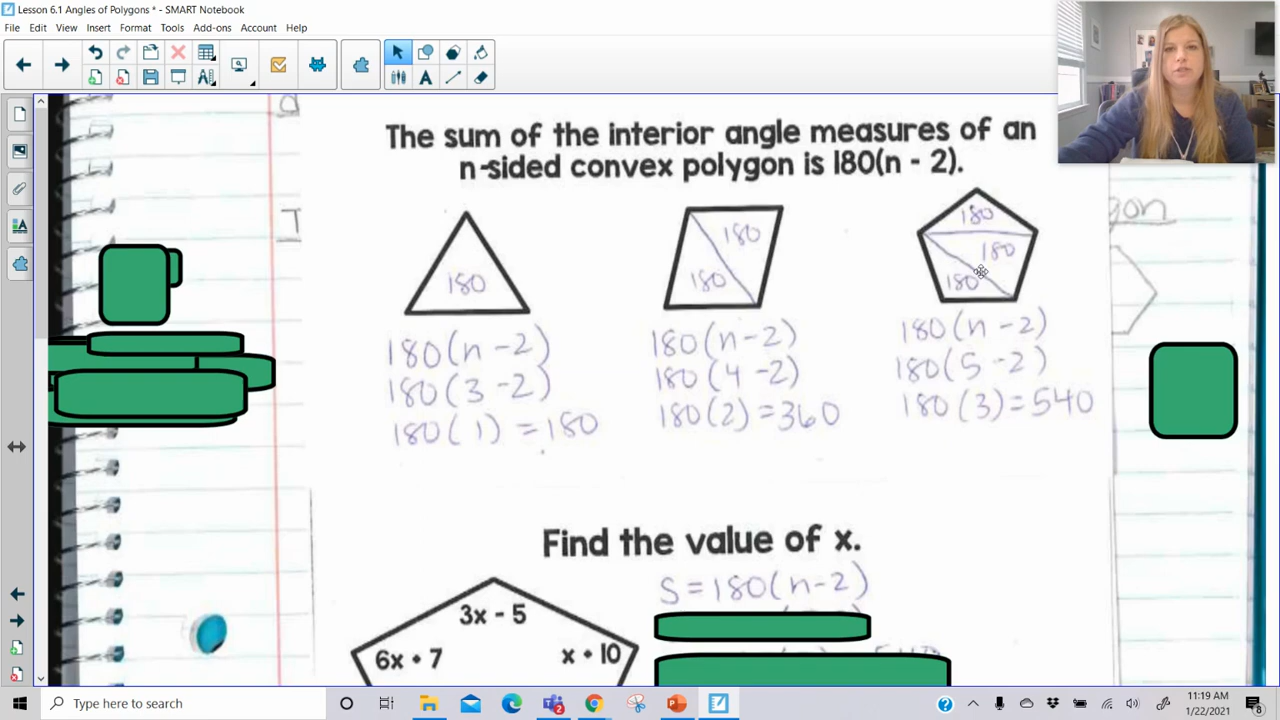 Lesson 6.1 Angles of Polygons * - SMART Notebook
File Edit View Insert Format Tools Add-ons Account Help
The sum of the interior angle measures of an
n-sided convex polygon is 180(n - 2).
gon
180
180
180
180
180
180
180(n - 2)
180(3 - 2)
180(1) = 180
180(n - 2)
180(4 - 2)
180(2) = 360
180(n - 2)
180(5 - 2)
180(3) = 540
Find the value of x.
S = 180(n - 2)
3x - 5
6x + 7
x + 10
Type here to search
11:19 AM
1/22/2021